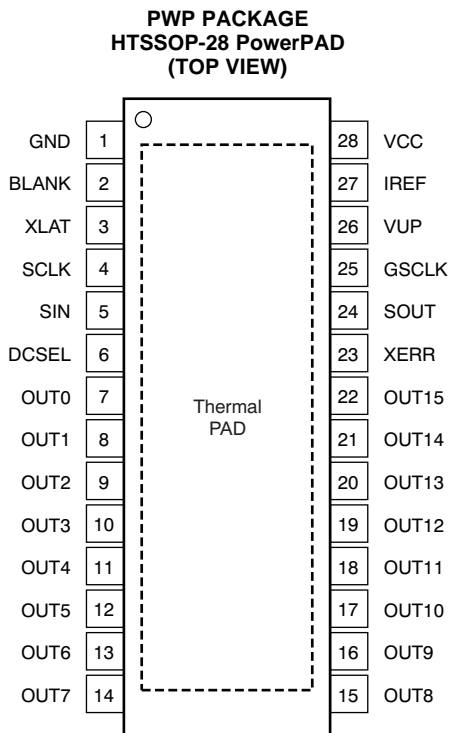 PWP PACKAGE
HTSSOP-28 PowerPAD
(TOP VIEW)
GND 1 28 VCC
BLANK 2 27 IREF
XLAT 3 26 VUP
SCLK 4 25 GSCLK
SIN 5 24 SOUT
DCSEL 6 23 XERR
OUT0 7 22 OUT15
Thermal
PAD
OUT1 8 21 OUT14
OUT2 9 20 OUT13
OUT3 10 19 OUT12
OUT4 11 18 OUT11
OUT5 12 17 OUT10
OUT6 13 16 OUT9
OUT7 14 15 OUT8